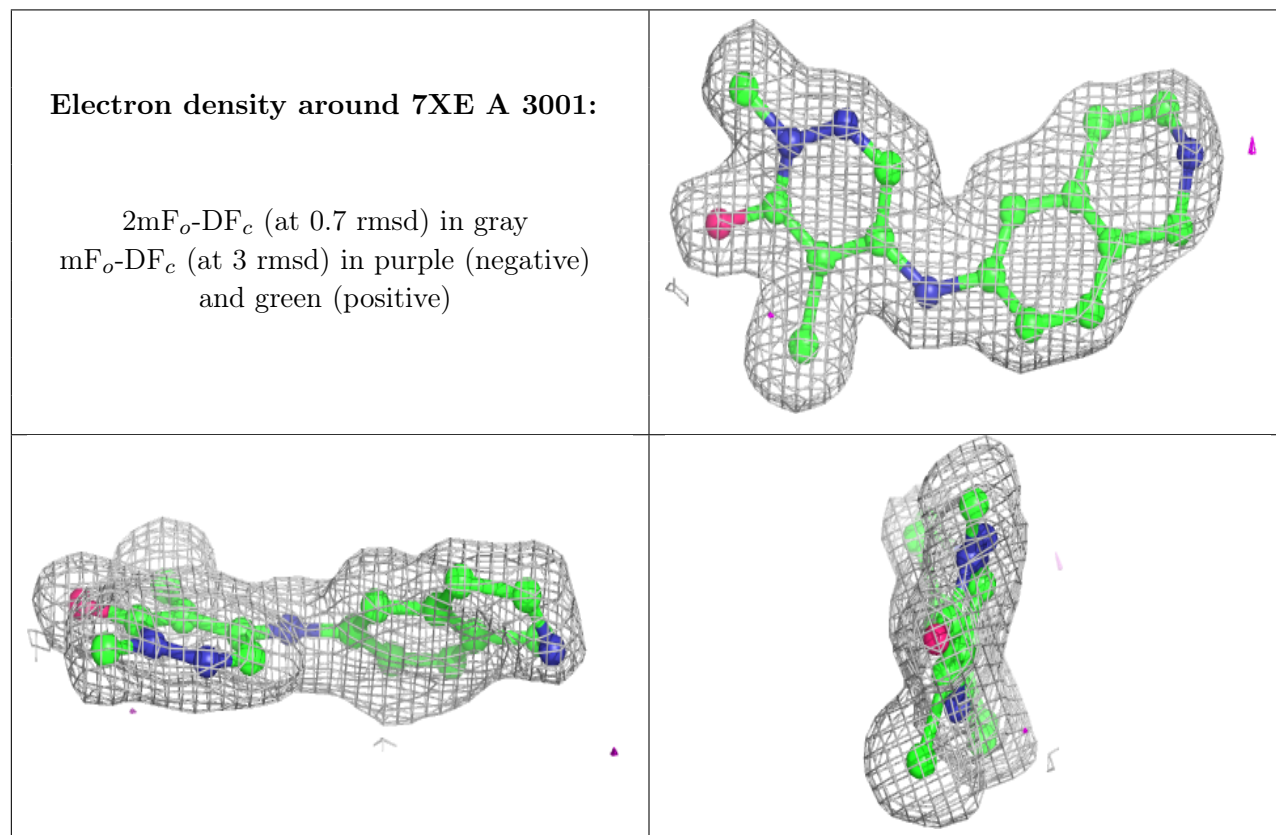 Electron density around 7XE A 3001:
2mFo-DFc (at 0.7 rmsd) in gray
mFo-DFc (at 3 rmsd) in purple (negative)
and green (positive)